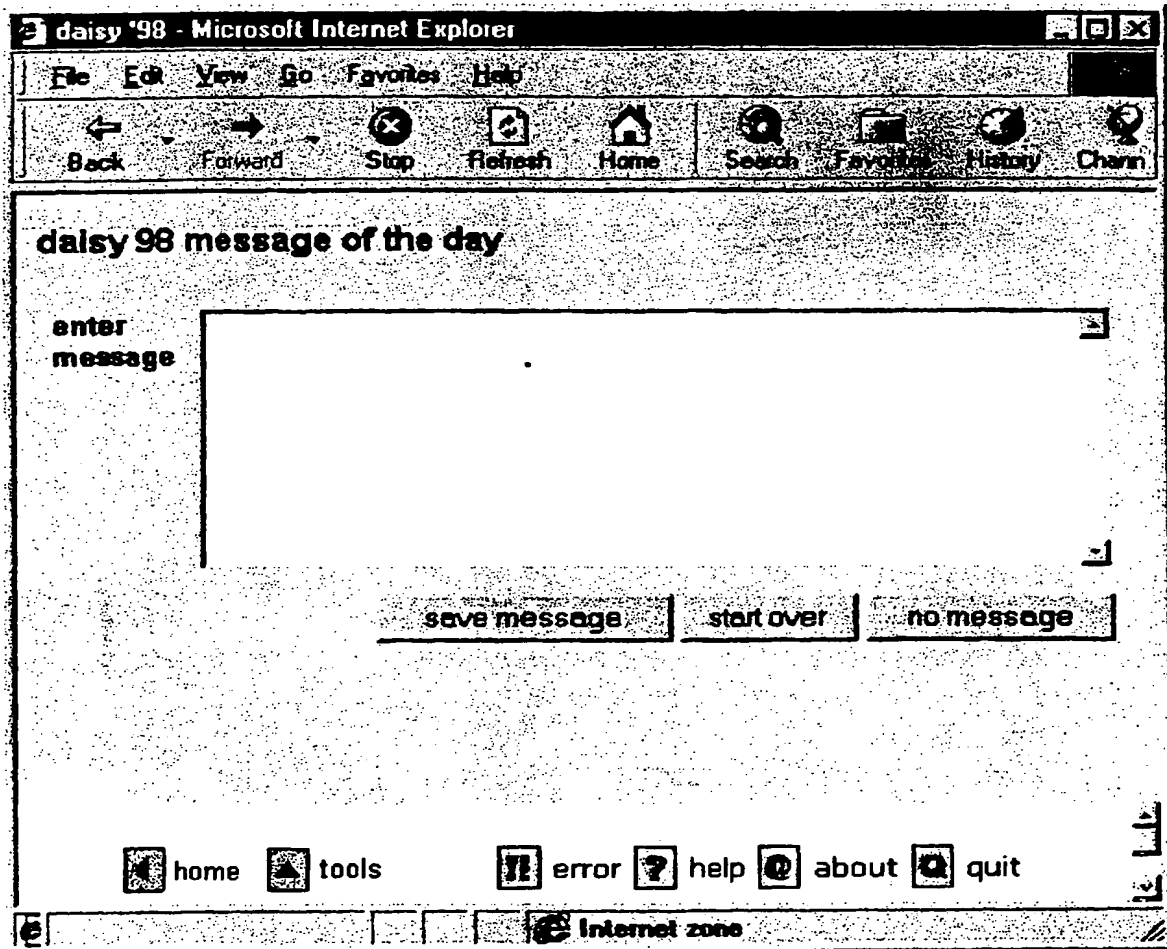 daisy '98 - Microsoft Internet Explorer
File Edit View Go Favorites Help
Back Forward Stop Refresh Home Search Favorites History Chann
daisy 98 message of the day
enter
message
save message start over no message
home tools !! error ? help @ about quit
Internet zone